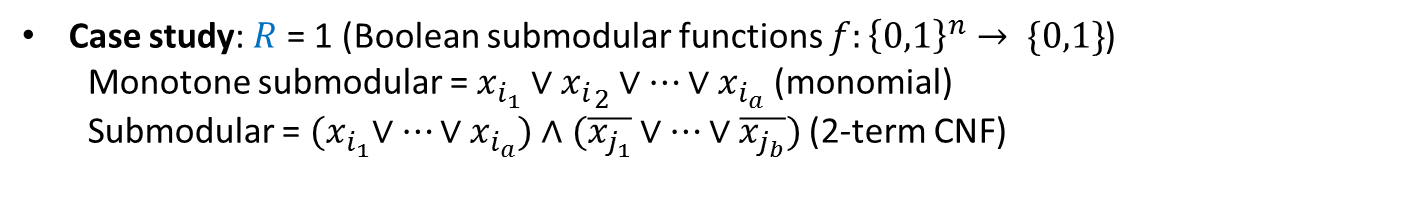 • Case study: R = 1 (Boolean submodular functions f: {0,1}ⁿ → {0,1})
Monotone submodular = x_{i_1} ∨ x_{i_2} ∨ ⋯ ∨ x_{i_a} (monomial)
Submodular = (x_{i_1} ∨ ⋯ ∨ x_{i_a}) ∧ (\overline{x_{j_1}} ∨ ⋯ ∨ \overline{x_{j_b}}) (2-term CNF)